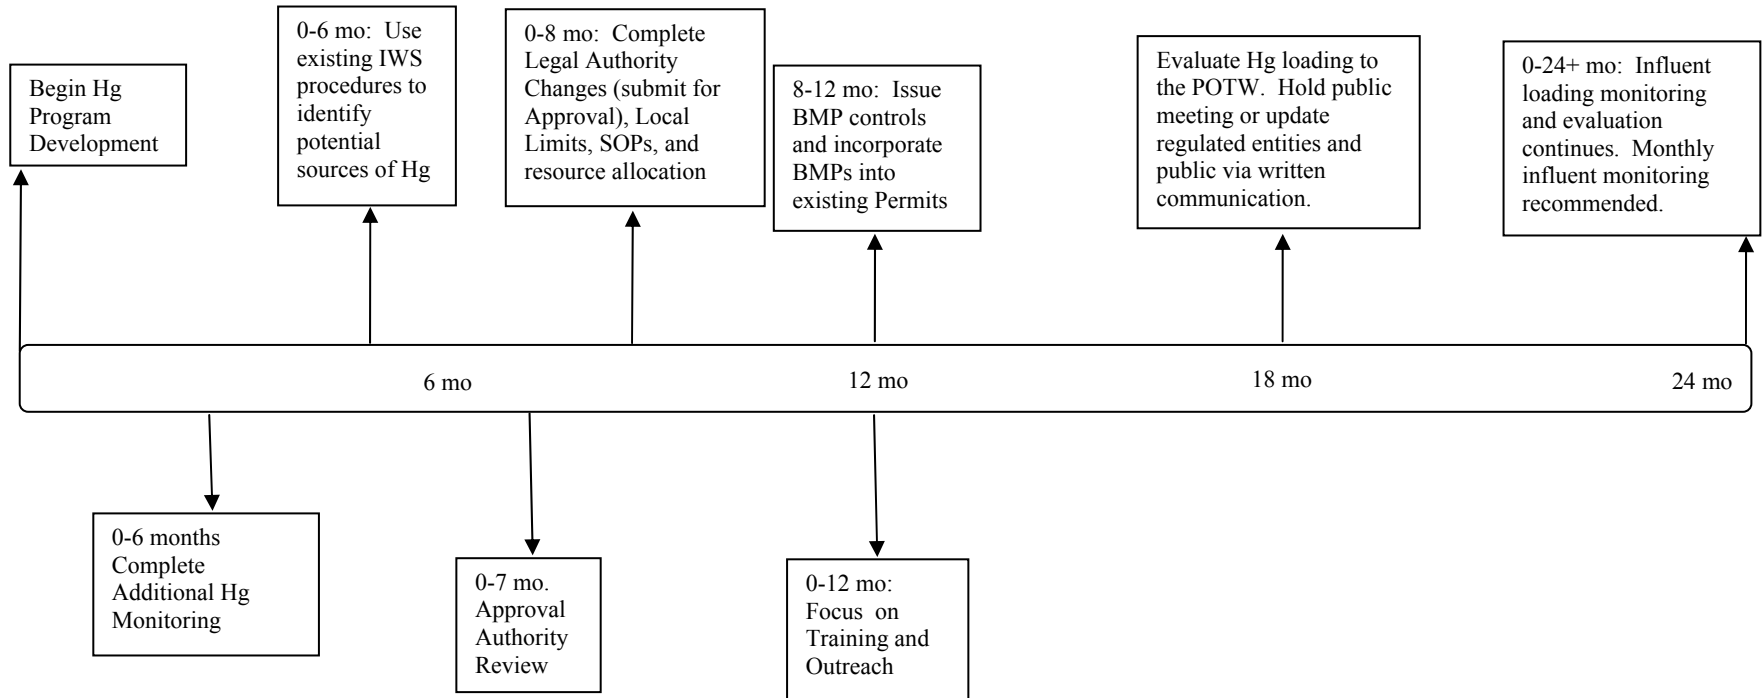 Begin Hg
Program
Development
0-6 mo:  Use
existing IWS
procedures to
identify
potential
sources of Hg
0-8 mo:  Complete
Legal Authority
Changes (submit for
Approval), Local
Limits, SOPs, and
resource allocation
8-12 mo:  Issue
BMP controls
and incorporate
BMPs into
existing Permits
Evaluate Hg loading to
the POTW.  Hold public
meeting or update
regulated entities and
public via written
communication.
0-24+ mo:  Influent
loading monitoring
and evaluation
continues.  Monthly
influent monitoring
recommended.
6 mo
12 mo
18 mo
24 mo
0-6 months
Complete
Additional Hg
Monitoring
0-7 mo.
Approval
Authority
Review
0-12 mo:
Focus  on
Training and
Outreach